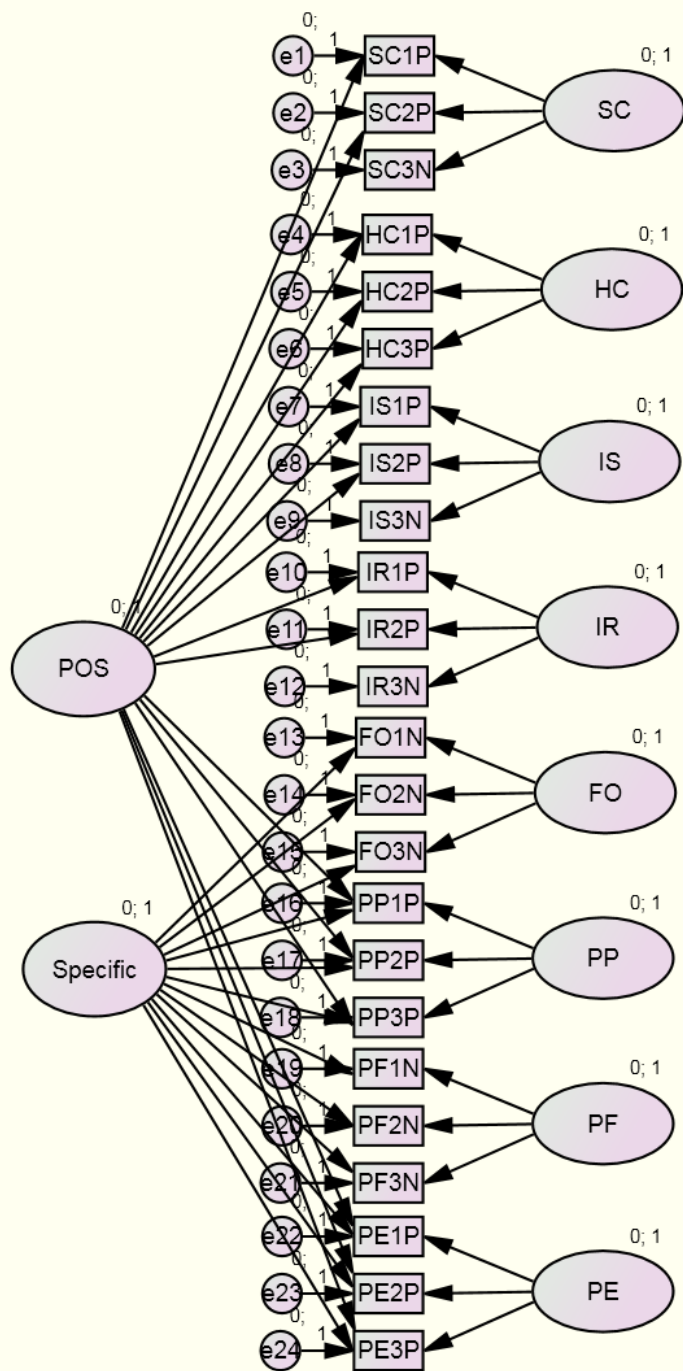 0;
e1
1
SC1P
0; 1
SC
0;
e2
1
SC2P
0;
e3
1
SC3N
0;
e4
1
HC1P
0; 1
HC
0;
e5
1
HC2P
0;
e6
1
HC3P
0;
e7
1
IS1P
0; 1
IS
0;
e8
1
IS2P
0;
e9
1
IS3N
0;
e10
1
IR1P
0; 1
IR
0;
e11
1
IR2P
0;
e12
1
IR3N
0; 1
POS
0;
e13
1
FO1N
0; 1
FO
0;
e14
1
FO2N
0;
e15
1
FO3N
0;
e16
1
PP1P
0; 1
PP
0;
e17
1
PP2P
0;
e18
1
PP3P
0; 1
Specific
0;
e19
1
PF1N
0; 1
PF
0;
e20
1
PF2N
0;
e21
1
PF3N
0;
e22
1
PE1P
0; 1
PE
0;
e23
1
PE2P
0;
e24
1
PE3P